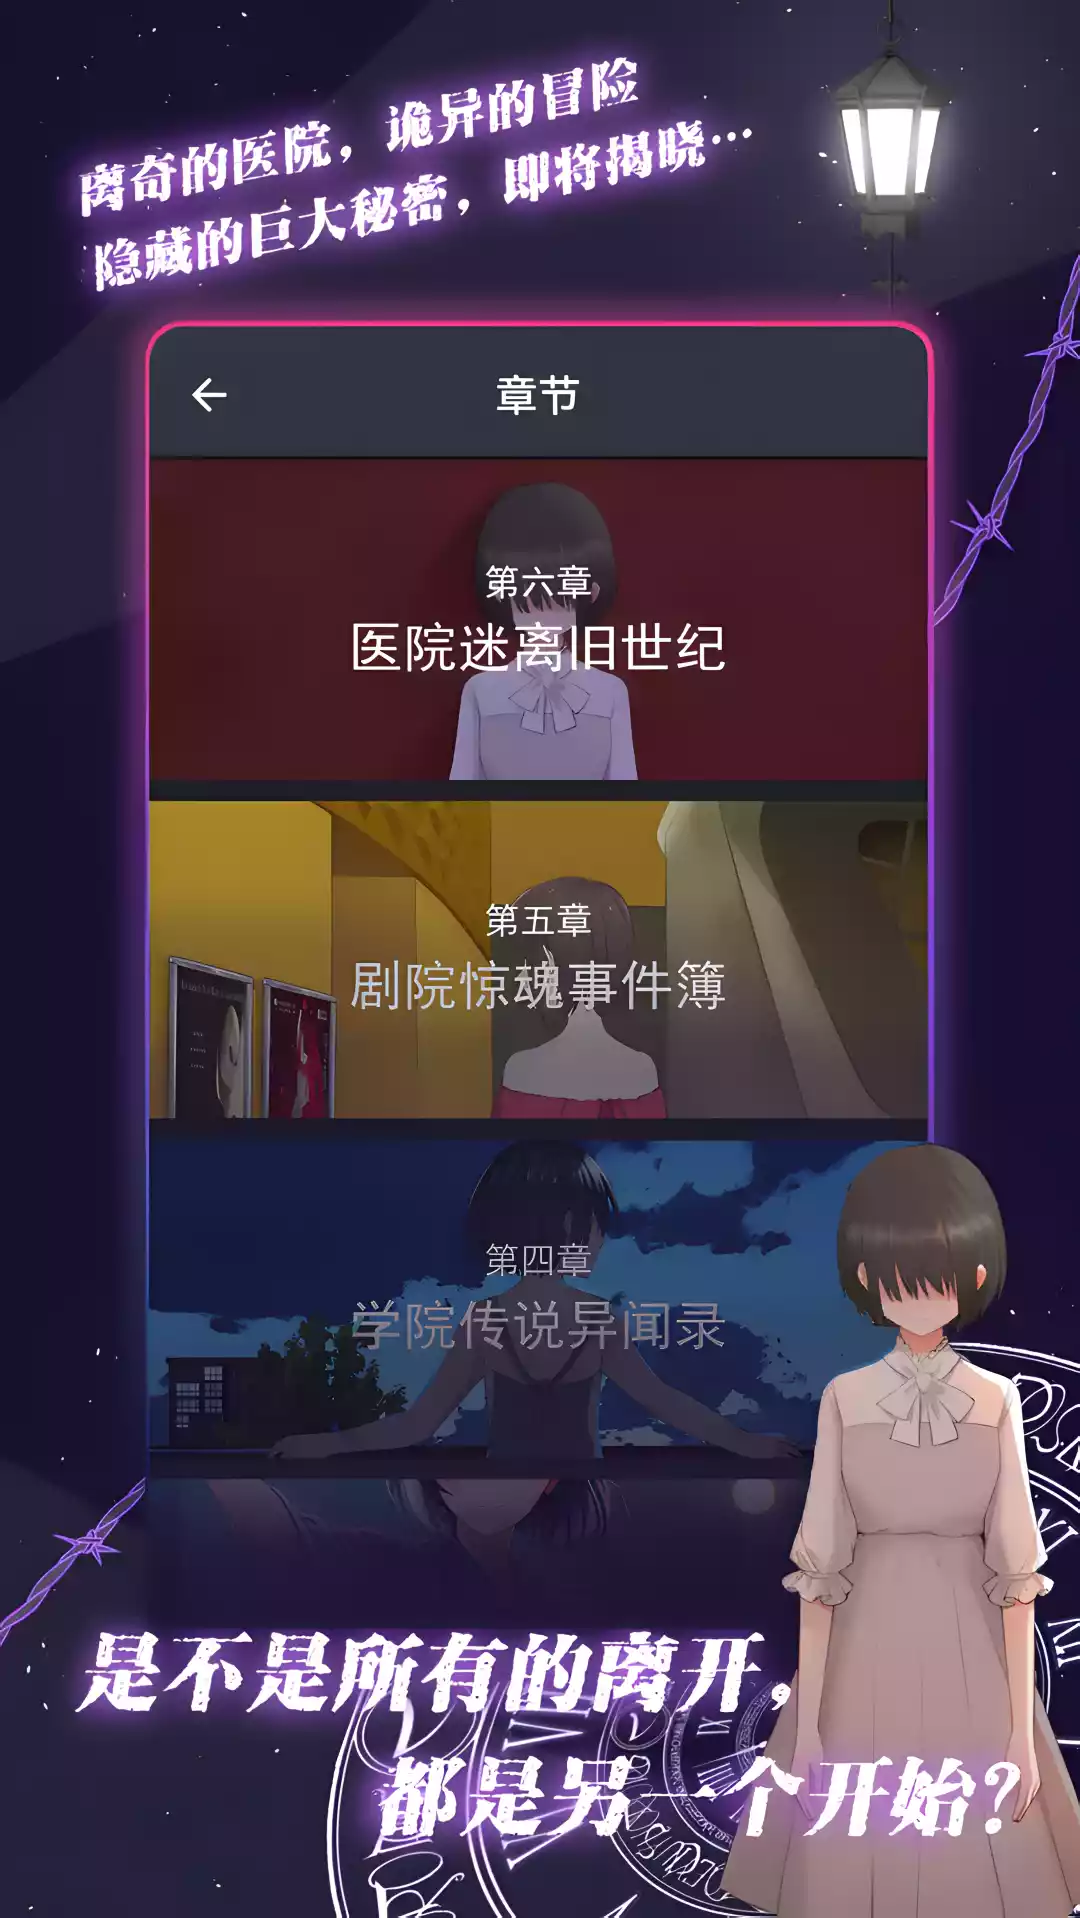 离奇的医院，诡异的冒险
隐藏的巨大秘密，即将揭晓…
章节
第六章
医院迷离旧世纪
第五章
剧院惊魂事件簿
第四章
学院传说异闻录
是不是所有的离开，
都是另一个开始？